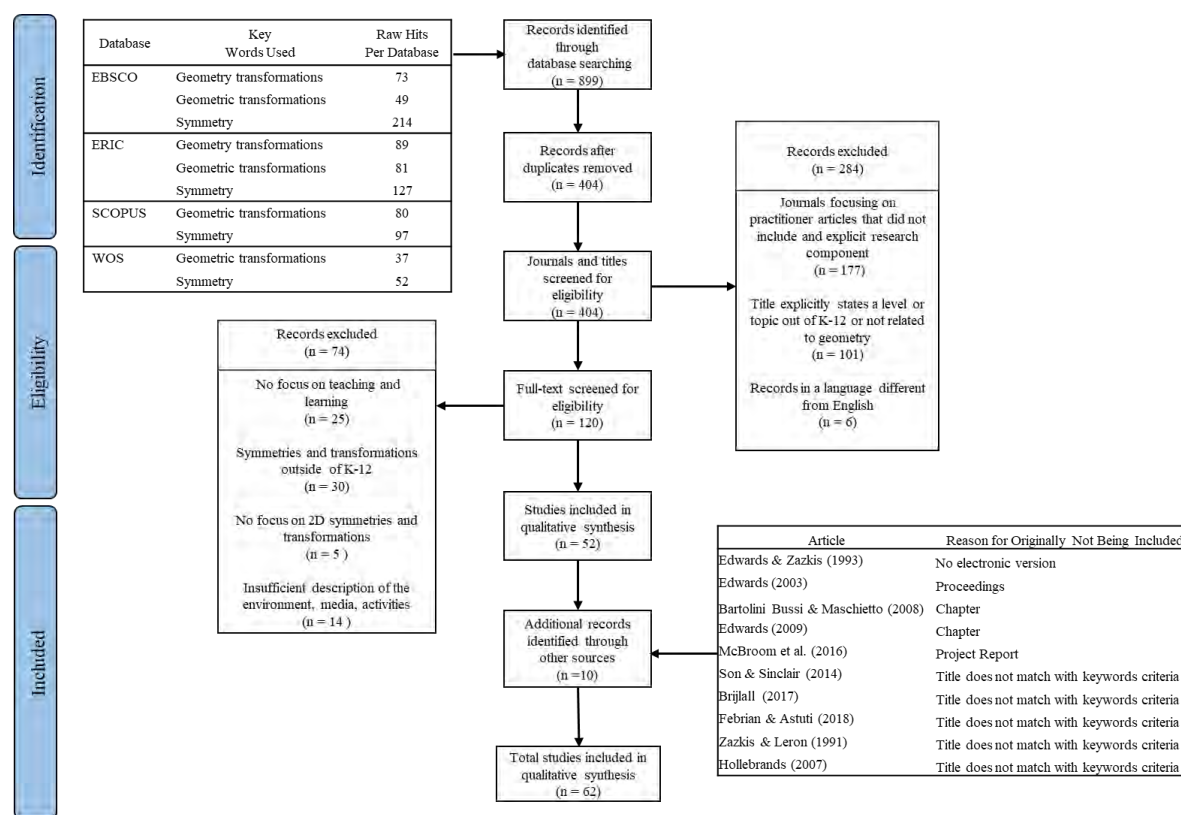 Identification
Eligibility
Included
Database Key Words Used Raw Hits Per Database
EBSCO Geometry transformations 73
Geometric transformations 49
Symmetry 214
ERIC Geometry transformations 89
Geometric transformations 81
Symmetry 127
SCOPUS Geometric transformations 80
Symmetry 97
WOS Geometric transformations 37
Symmetry 52
Records identified
through
database searching
(n = 899)
Records after
duplicates removed
(n = 404)
Journals and titles
screened for
eligibility
(n = 404)
Records excluded
(n = 284)
Journals focusing on
practitioner articles that did not
include and explicit research
component
(n = 177)
Title explicitly states a level or
topic out of K-12 or not related
to geometry
(n = 101)
Records in a language different
from English
(n = 6)
Full-text screened for
eligibility
(n = 120)
Records excluded
(n = 74)
No focus on teaching and
learning
(n = 25)
Symmetries and transformations
outside of K-12
(n = 30)
No focus on 2D symmetries and
transformations
(n = 5 )
Insufficient description of the
environment, media, activities
(n = 14 )
Studies included in
qualitative synthesis
(n = 52)
Additional records
identified through
other sources
(n =10)
Article Reason for Originally Not Being Included
Edwards & Zazkis (1993) No electronic version
Edwards (2003) Proceedings
Bartolini Bussi & Maschietto (2008) Chapter
Edwards (2009) Chapter
McBroom et al. (2016) Project Report
Son & Sinclair (2014) Title does not match with keywords criteria
Brijlall (2017) Title does not match with keywords criteria
Febrian & Astuti (2018) Title does not match with keywords criteria
Zazkis & Leron (1991) Title does not match with keywords criteria
Hollebrands (2007) Title does not match with keywords criteria
Total studies included in
qualitative synthesis
(n = 62)